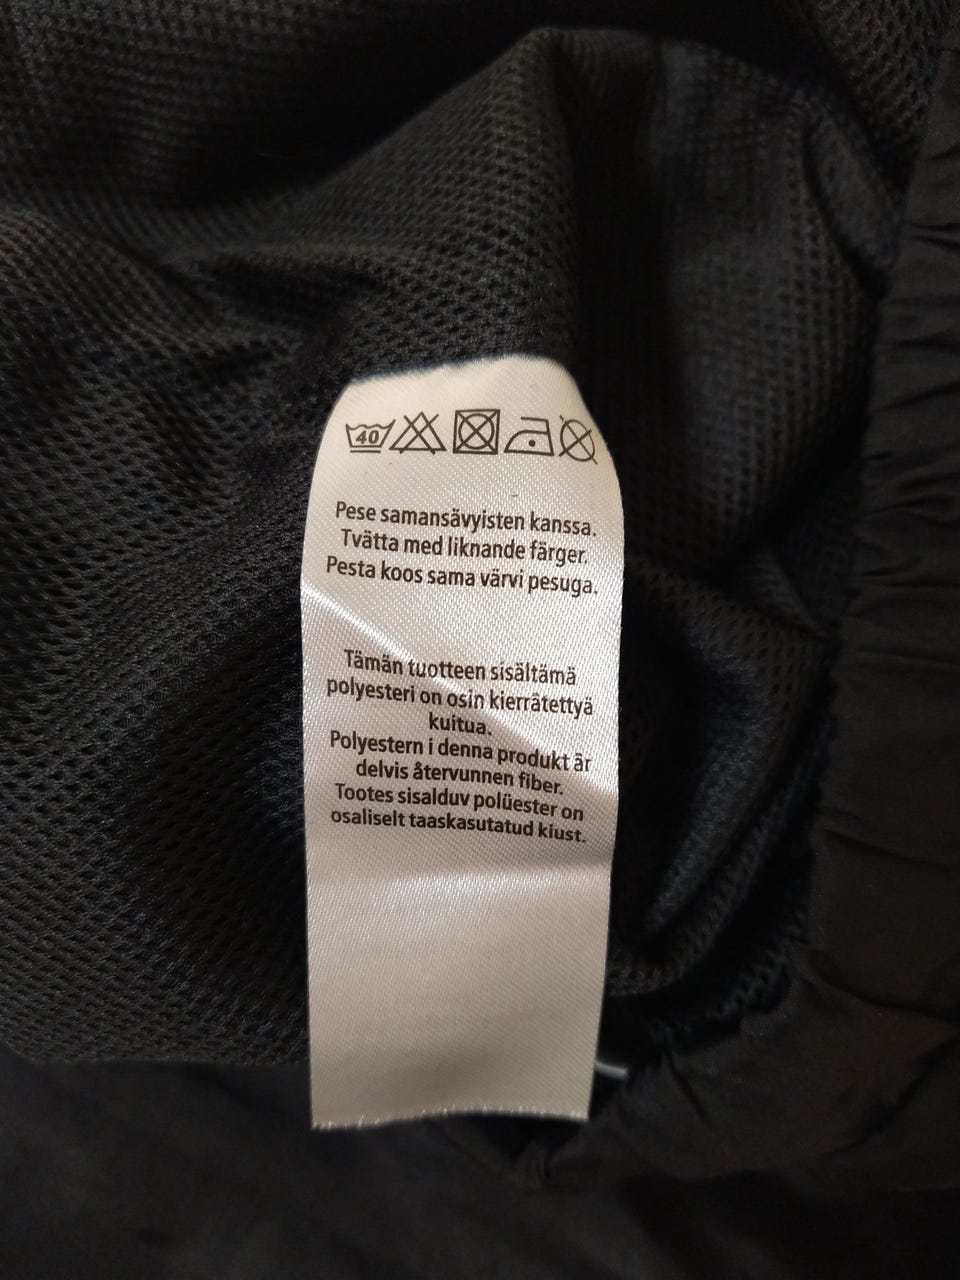 40
Pese samansävyisten kanssa.
Tvätta med liknande färger.
Pesta koos sama värvi pesuga.
Tämän tuotteen sisältämä
polyesteri on osin kierrätettyä
kuitua.
Polyestern i denna produkt är
delvis återvunnen fiber.
Tootes sisalduv polüester on
osaliselt taaskasutatud kiust.